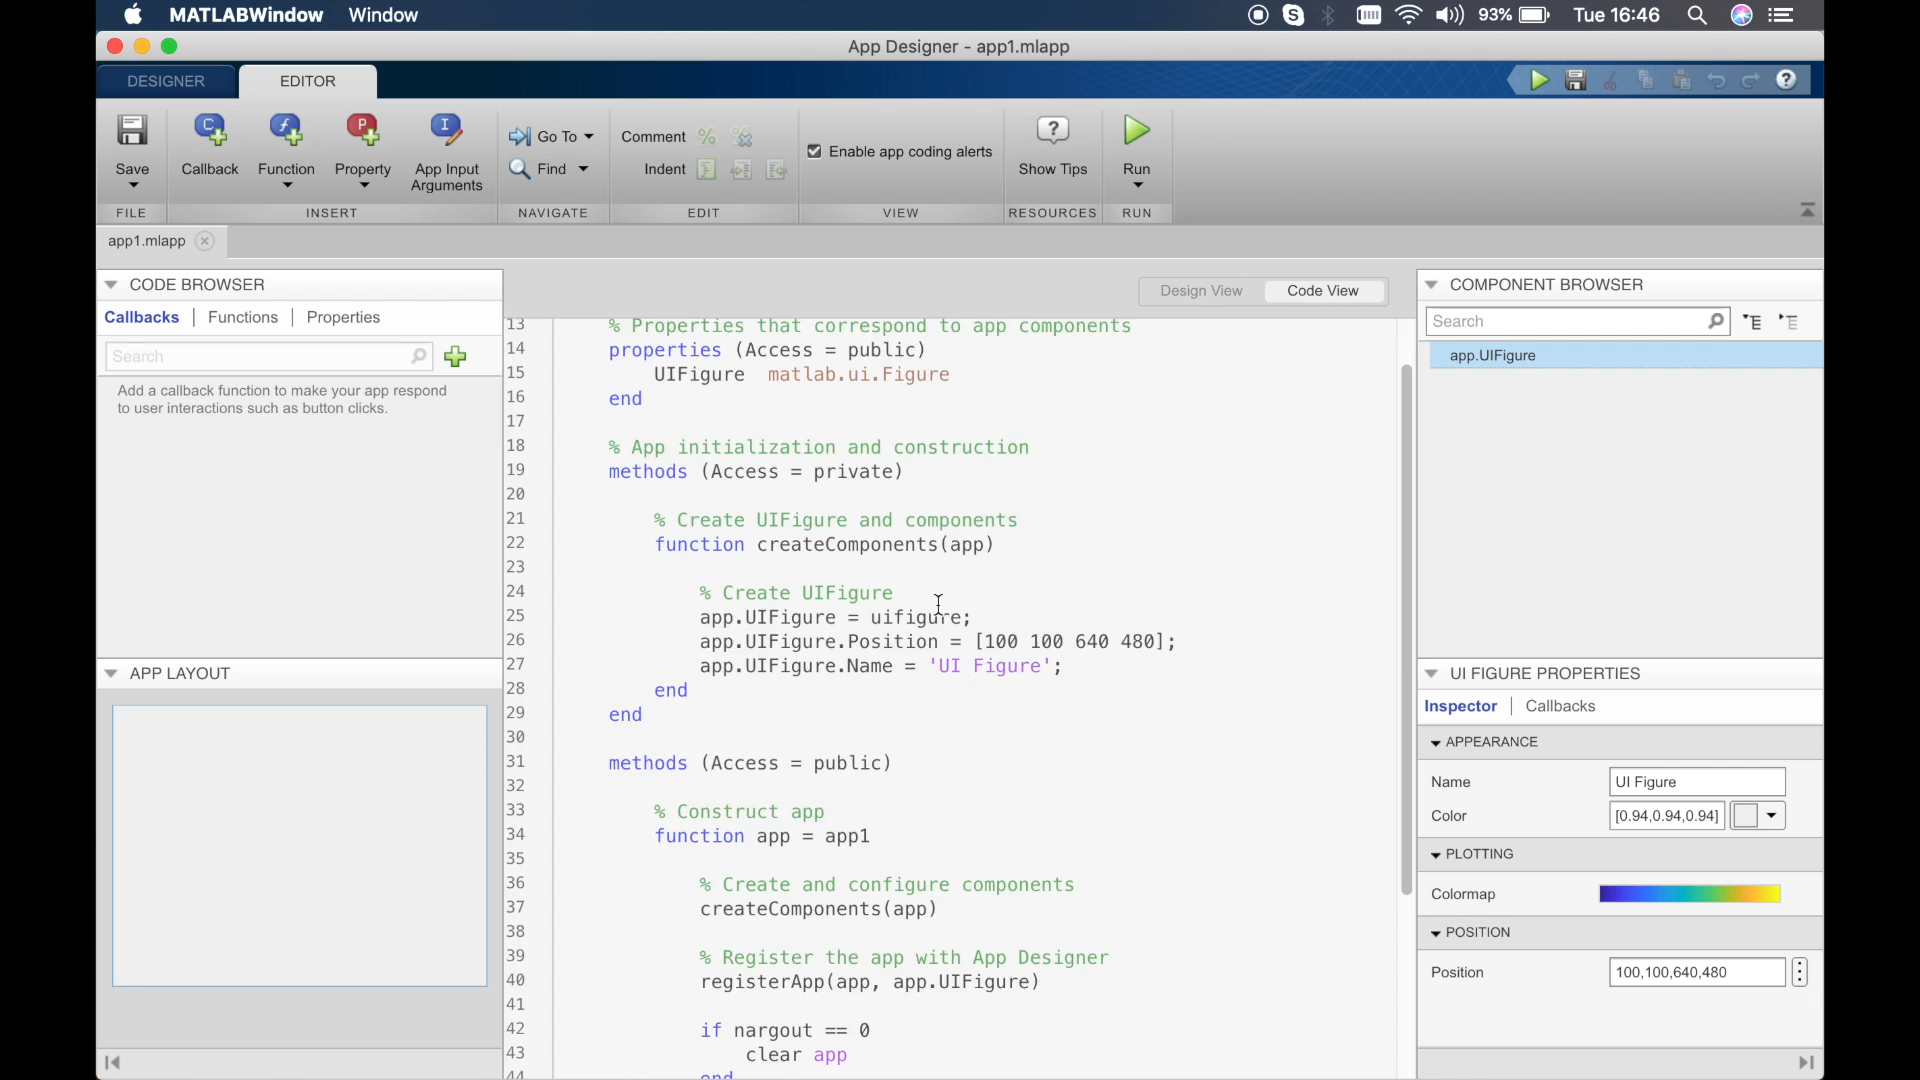 MATLABWindow Window 93% Tue 16:46
App Designer - app1.mlapp
DESIGNER EDITOR
Save Callback Function Property App Input Arguments
Go To
Find
Comment
Indent
Enable app coding alerts
Show Tips
Run
FILE INSERT NAVIGATE EDIT VIEW RESOURCES RUN
app1.mlapp
CODE BROWSER
Callbacks Functions Properties
Search
Add a callback function to make your app respond
to user interactions such as button clicks.
APP LAYOUT
Design View Code View
13 % Properties that correspond to app components
14 properties (Access = public)
15 UIFigure matlab.ui.Figure
16 end
17
18 % App initialization and construction
19 methods (Access = private)
20
21 % Create UIFigure and components
22 function createComponents(app)
23
24 % Create UIFigure
25 app.UIFigure = uifigure;
26 app.UIFigure.Position = [100 100 640 480];
27 app.UIFigure.Name = 'UI Figure';
28 end
29 end
30
31 methods (Access = public)
32
33 % Construct app
34 function app = app1
35
36 % Create and configure components
37 createComponents(app)
38
39 % Register the app with App Designer
40 registerApp(app, app.UIFigure)
41
42 if nargout == 0
43 clear app
44 end
COMPONENT BROWSER
Search
app.UIFigure
UI FIGURE PROPERTIES
Inspector Callbacks
APPEARANCE
Name UI Figure
Color [0.94,0.94,0.94]
PLOTTING
Colormap
POSITION
Position 100,100,640,480